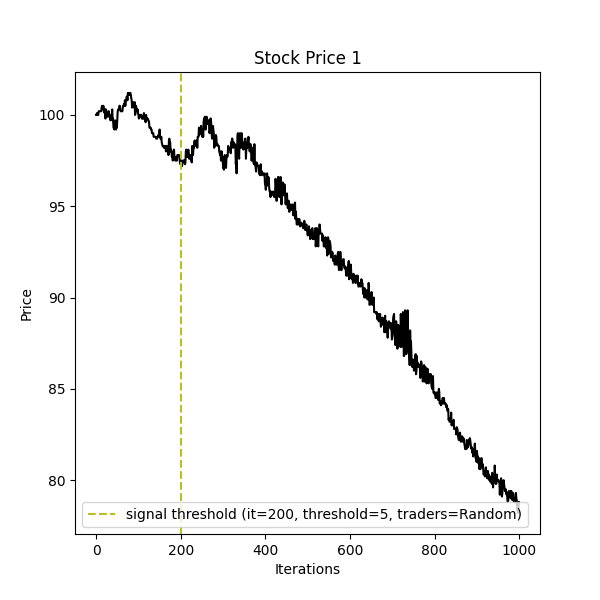 Stock Price 1
Price
100
95
90
85
80
signal threshold (it=200, threshold=5, traders=Random)
0 200 400 600 800 1000
Iterations